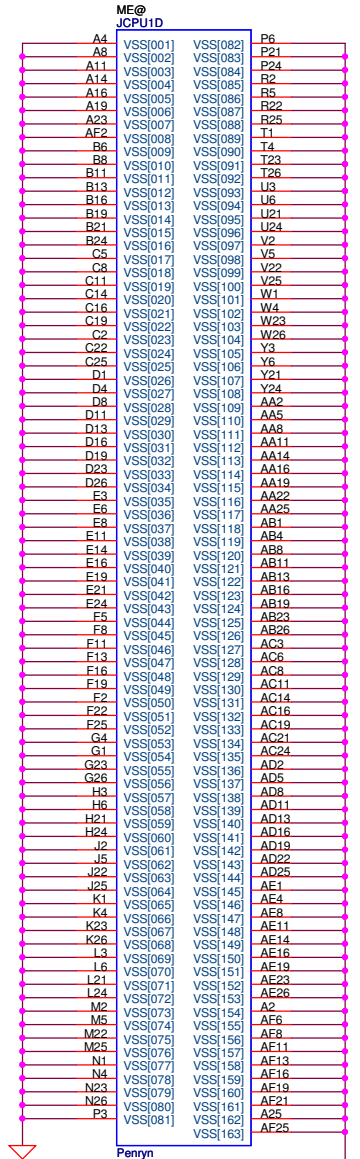 ME@
JCPU1D
A4 VSS[001] VSS[082] P6
A8 VSS[002] VSS[083] P21
A11 VSS[003] VSS[084] P24
A14 VSS[004] VSS[085] R2
A16 VSS[005] VSS[086] R5
A19 VSS[006] VSS[087] R22
A23 VSS[007] VSS[088] R25
AF2 VSS[008] VSS[089] T1
B6 VSS[009] VSS[090] T4
B8 VSS[010] VSS[091] T23
B11 VSS[011] VSS[092] T26
B13 VSS[012] VSS[093] U3
B16 VSS[013] VSS[094] U6
B19 VSS[014] VSS[095] U21
B21 VSS[015] VSS[096] U24
B24 VSS[016] VSS[097] V2
C5 VSS[017] VSS[098] V5
C8 VSS[018] VSS[099] V22
C11 VSS[019] VSS[100] V25
C14 VSS[020] VSS[101] W1
C16 VSS[021] VSS[102] W4
C19 VSS[022] VSS[103] W23
C2 VSS[023] VSS[104] W26
C22 VSS[024] VSS[105] Y3
C25 VSS[025] VSS[106] Y6
D1 VSS[026] VSS[107] Y21
D4 VSS[027] VSS[108] Y24
D8 VSS[028] VSS[109] AA2
D11 VSS[029] VSS[110] AA5
D13 VSS[030] VSS[111] AA8
D16 VSS[031] VSS[112] AA11
D19 VSS[032] VSS[113] AA14
D23 VSS[033] VSS[114] AA16
D26 VSS[034] VSS[115] AA19
E3 VSS[035] VSS[116] AA22
E6 VSS[036] VSS[117] AA25
E8 VSS[037] VSS[118] AB1
E11 VSS[038] VSS[119] AB4
E14 VSS[039] VSS[120] AB8
E16 VSS[040] VSS[121] AB11
E19 VSS[041] VSS[122] AB13
E21 VSS[042] VSS[123] AB16
E24 VSS[043] VSS[124] AB19
F5 VSS[044] VSS[125] AB23
F8 VSS[045] VSS[126] AB26
F11 VSS[046] VSS[127] AC3
F13 VSS[047] VSS[128] AC6
F16 VSS[048] VSS[129] AC8
F19 VSS[049] VSS[130] AC11
F2 VSS[050] VSS[131] AC14
F22 VSS[051] VSS[132] AC16
F25 VSS[052] VSS[133] AC19
G4 VSS[053] VSS[134] AC21
G1 VSS[054] VSS[135] AC24
G23 VSS[055] VSS[136] AD2
G26 VSS[056] VSS[137] AD5
H3 VSS[057] VSS[138] AD8
H6 VSS[058] VSS[139] AD11
H21 VSS[059] VSS[140] AD13
H24 VSS[060] VSS[141] AD16
J2 VSS[061] VSS[142] AD19
J5 VSS[062] VSS[143] AD22
J22 VSS[063] VSS[144] AD25
J25 VSS[064] VSS[145] AE1
K1 VSS[065] VSS[146] AE4
K4 VSS[066] VSS[147] AE8
K23 VSS[067] VSS[148] AE11
K26 VSS[068] VSS[149] AE14
L3 VSS[069] VSS[150] AE16
L6 VSS[070] VSS[151] AE19
L21 VSS[071] VSS[152] AE23
L24 VSS[072] VSS[153] AE26
M2 VSS[073] VSS[154] A2
M5 VSS[074] VSS[155] AF6
M22 VSS[075] VSS[156] AF8
M25 VSS[076] VSS[157] AF11
N1 VSS[077] VSS[158] AF13
N4 VSS[078] VSS[159] AF16
N23 VSS[079] VSS[160] AF19
N26 VSS[080] VSS[161] AF21
P3 VSS[081] VSS[162] A25
VSS[163] AF25
Penryn